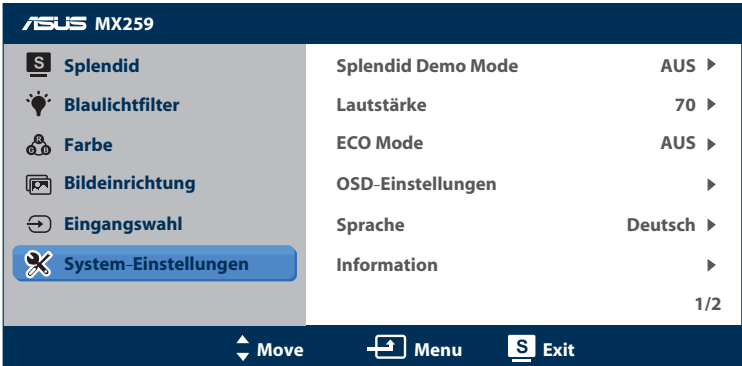 ASUS MX259
S Splendid
Blaulichtfilter
R G B Farbe
Bildeinrichtung
Eingangswahl
System-Einstellungen
Splendid Demo Mode AUS
Lautstärke 70
ECO Mode AUS
OSD-Einstellungen
Sprache Deutsch
Information
1/2
Move Menu S Exit